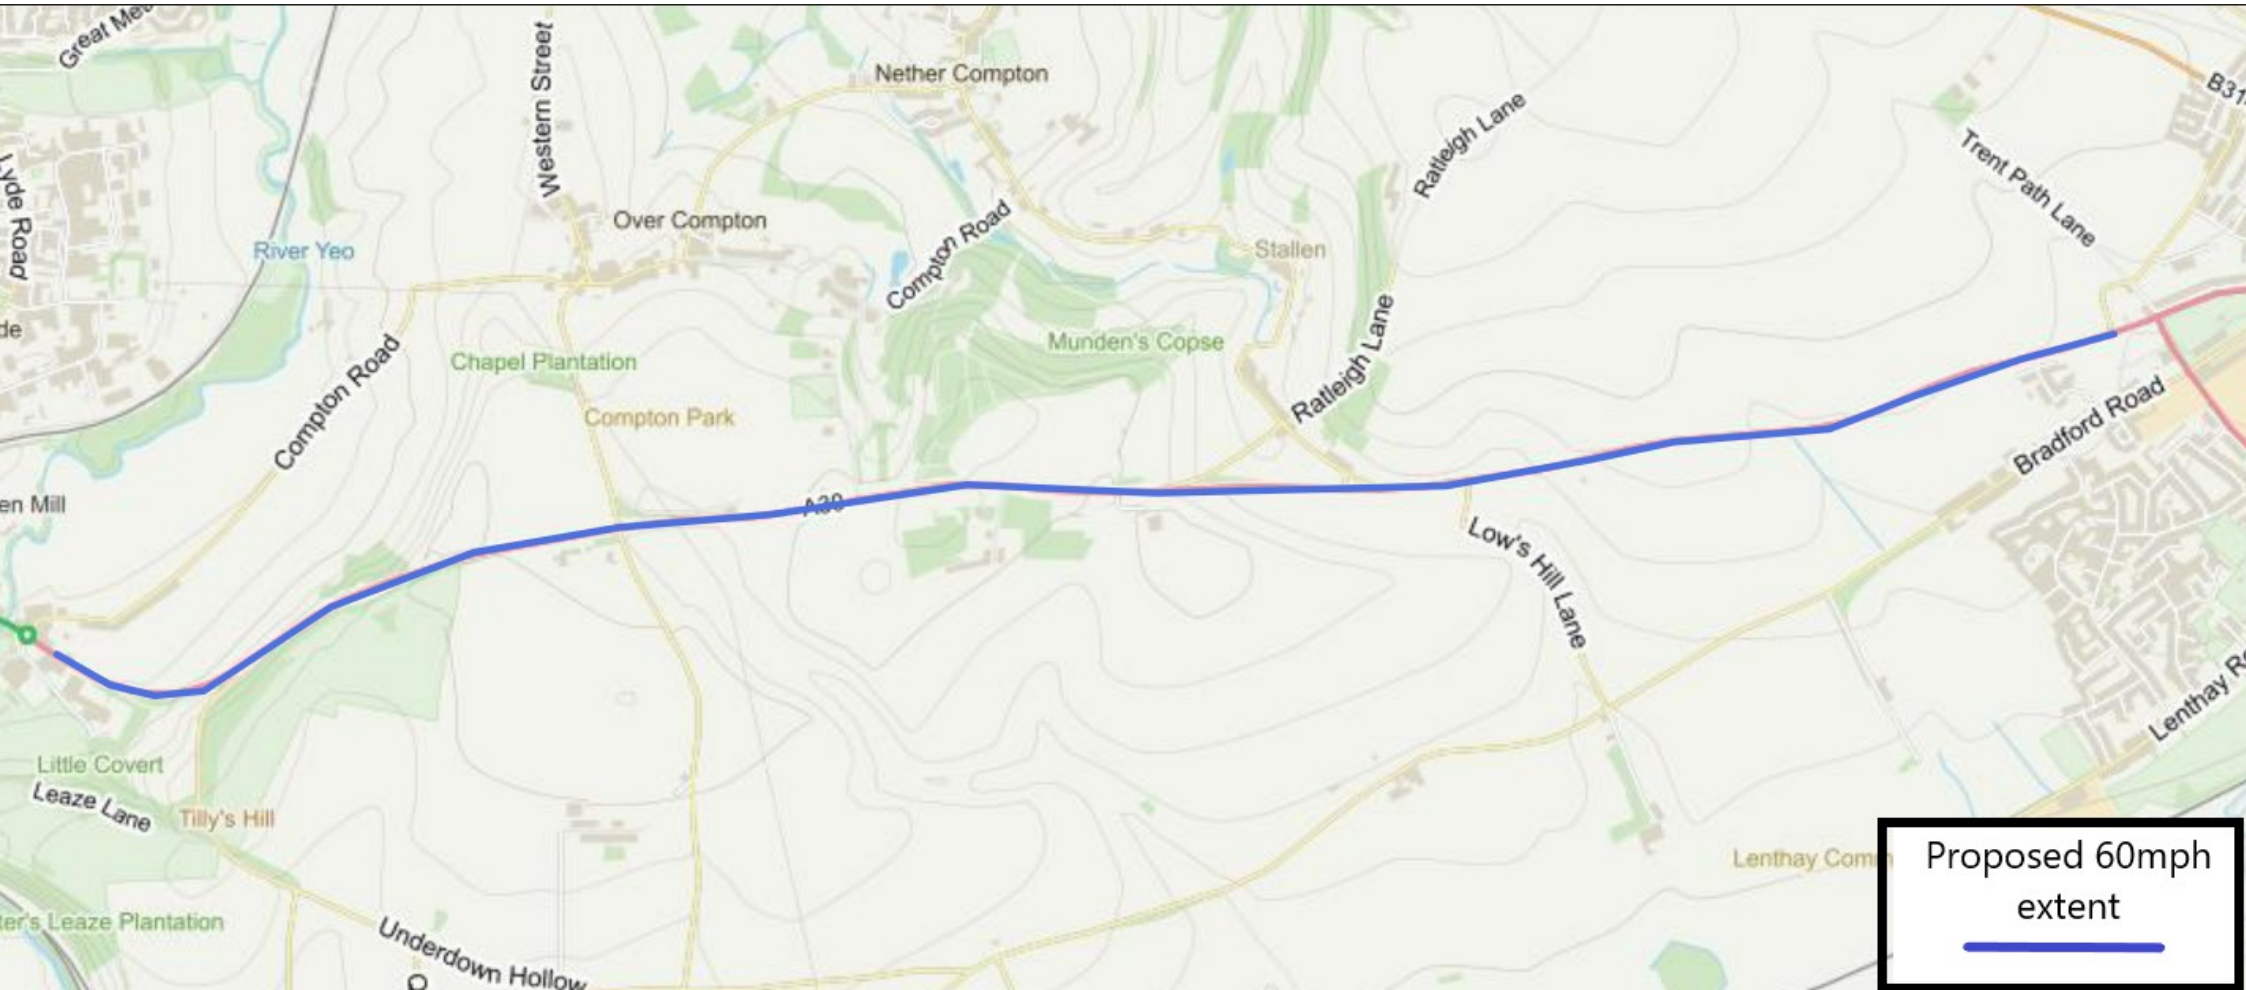 Great
Western Street
Nether Compton
B31
Ratleigh Lane
Trent Path Lane
Lyde Road
Over Compton
River Yeo
Compton Road
Stallen
de
Munden's Copse
Ratleigh Lane
Compton Road
Chapel Plantation
Compton Park
Bradford Road
en Mill
A30
Low's Hill Lane
Lenthay
Little Covert
Leaze Lane
Tilly's Hill
Lenthay
ter's Leaze Plantation
Underdown Hollow
Proposed 60mph
extent